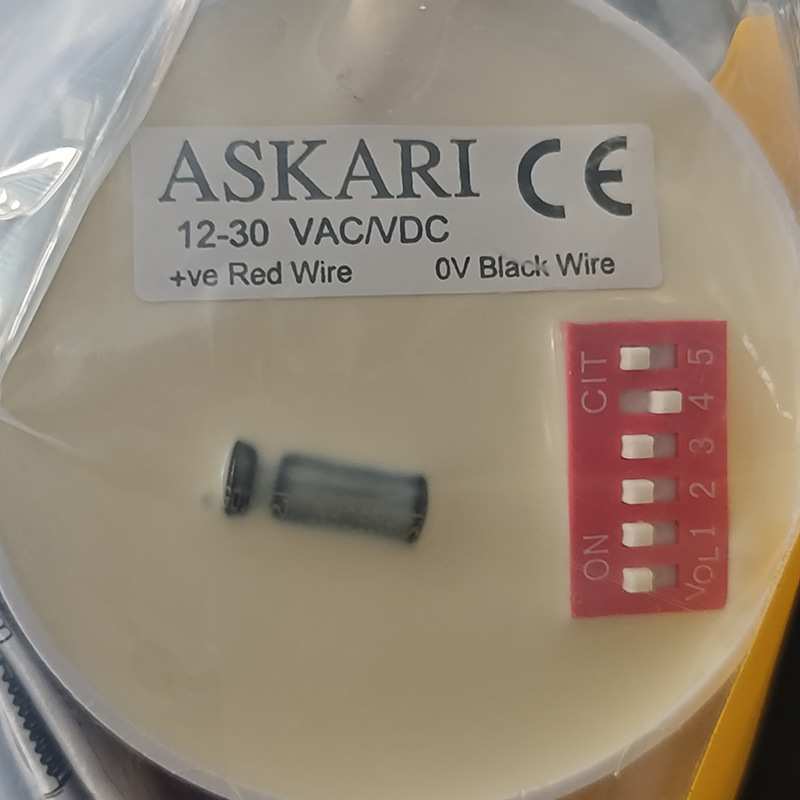 ASKARI CE
12-30 VAC/VDC
+ve Red Wire 0V Black Wire
CIT
ON
5
4
3
2
1
VOL